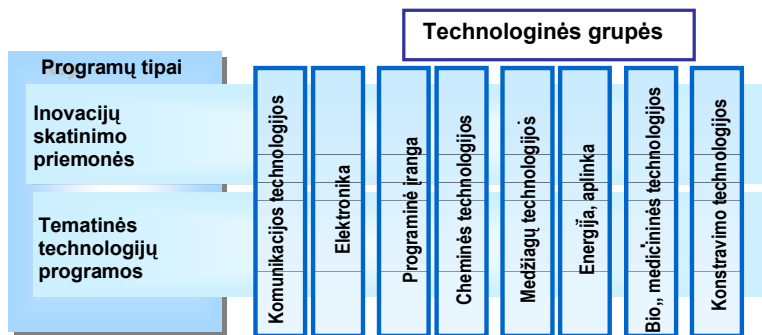 Technologinės grupės
Programų tipai
Inovacijų
skatinimo
priemonės
Tematinės
technologijų
programos
Komunikacijos technologijos
Elektronika
Programinė įranga
Cheminės technologijos
Medžiagų technologijos
Energija, aplinka
Bio,, medicininės technologijos
Konstravimo technologijos